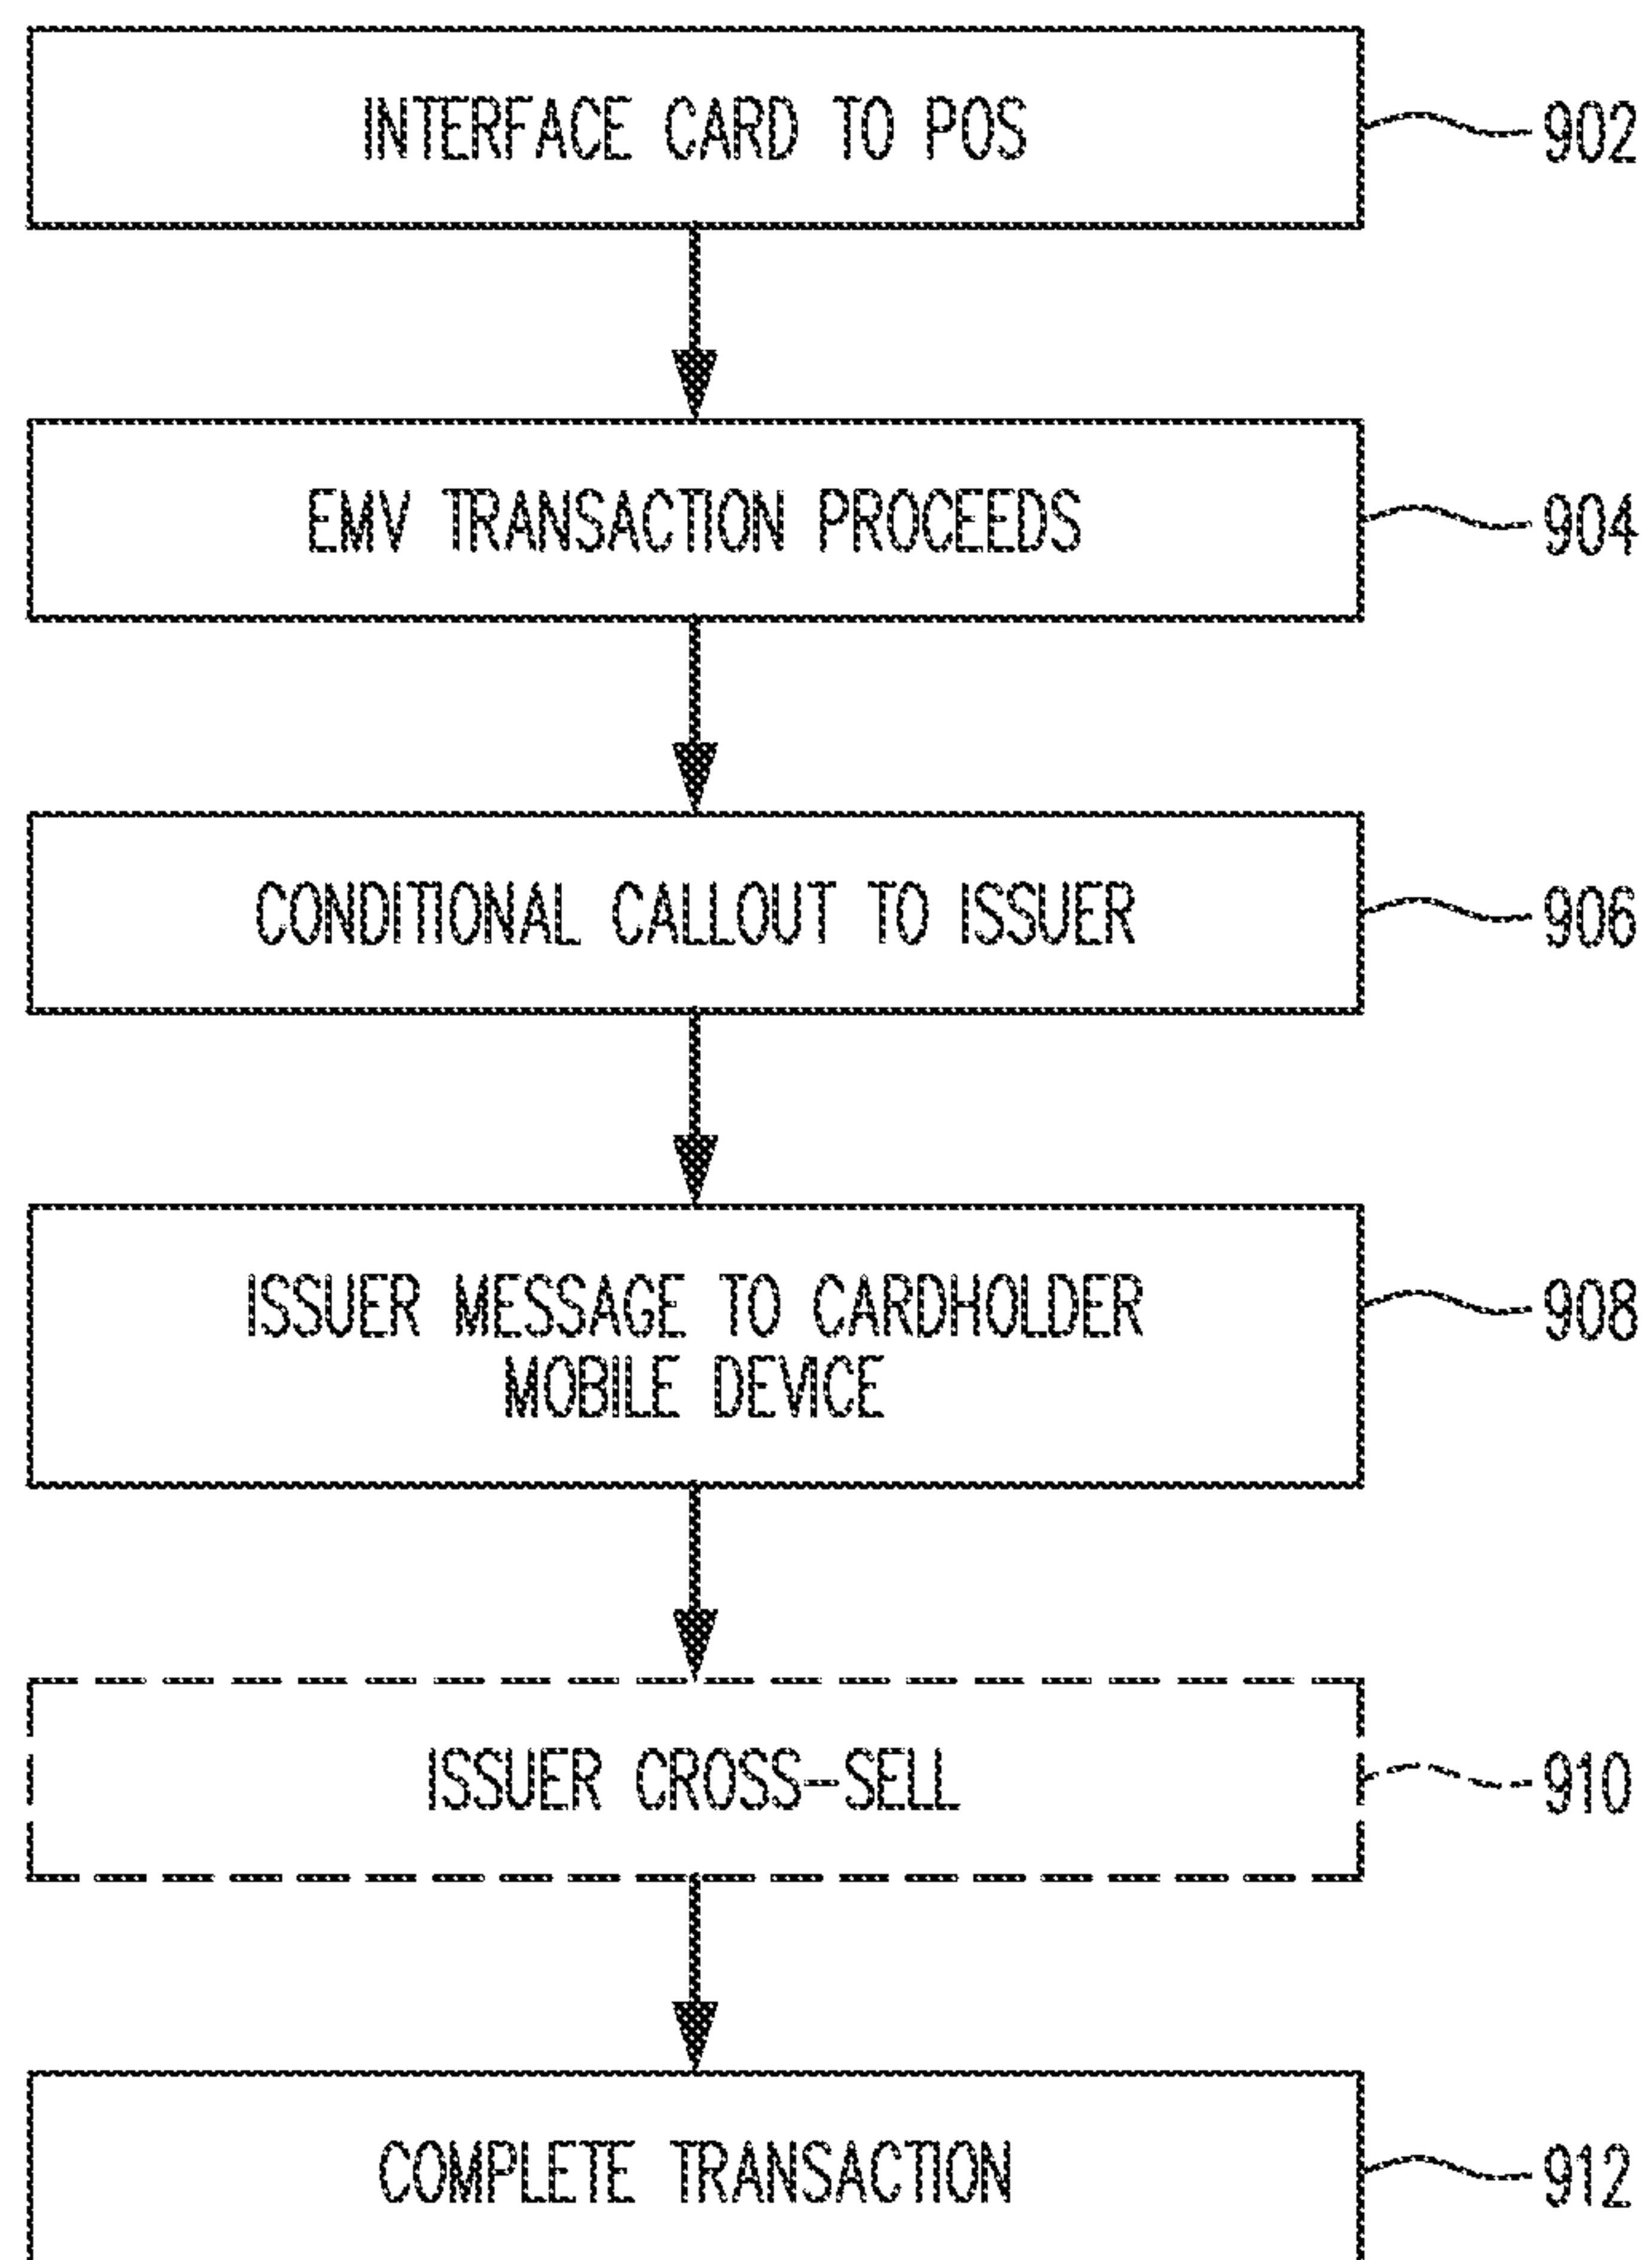 INTERFACE CARD TO POS
902
EMV TRANSACTION PROCEEDS
904
CONDITIONAL CALLOUT TO ISSUER
906
ISSUER MESSAGE TO CARDHOLDER
MOBILE DEVICE
908
ISSUER CROSS-SELL
910
COMPLETE TRANSACTION
912